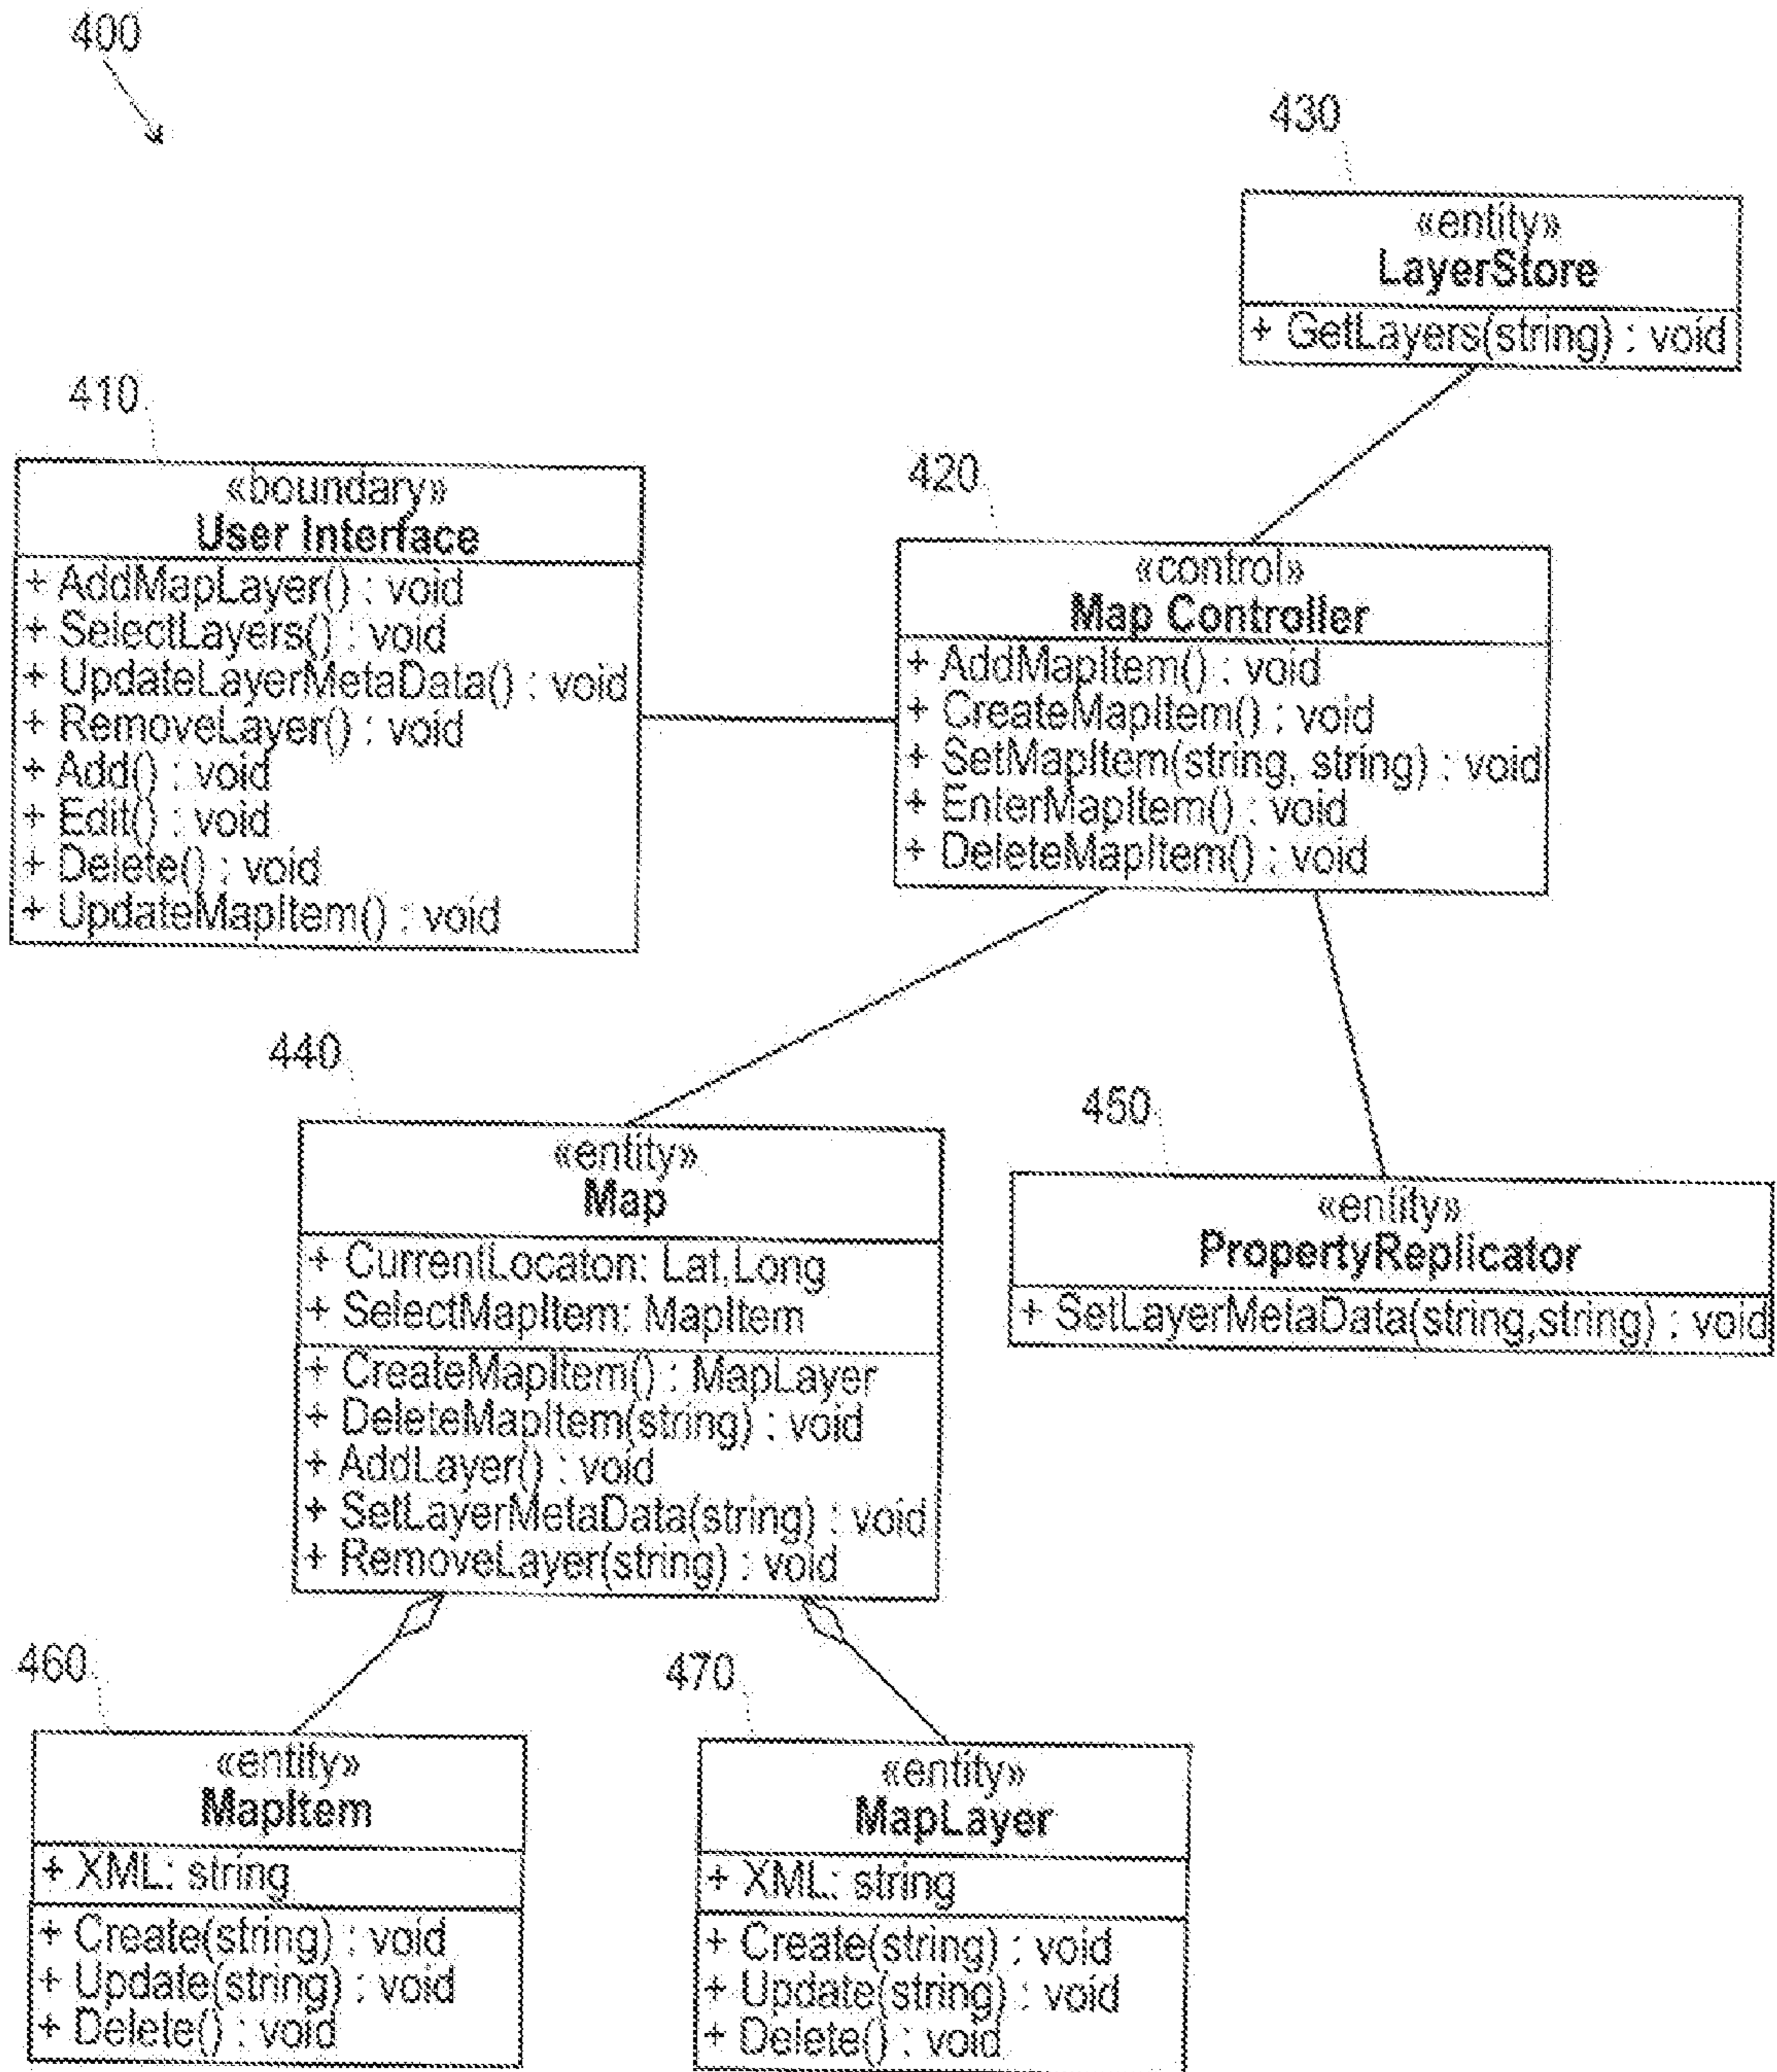 400
430
«entity»
LayerStore
+ GetLayers(string) : void
410
«boundary»
User Interface
+ AddMapLayer() : void
+ SelectLayers() : void
+ UpdateLayerMetaData() : void
+ RemoveLayer() : void
+ Add() : void
+ Edit() : void
+ Delete() : void
+ UpdateMapItem() : void
420
«control»
Map Controller
+ AddMapItem() : void
+ CreateMapItem() : void
+ SetMapItem(string, string) : void
+ EnterMapItem() : void
+ DeleteMapItem() : void
440
«entity»
Map
+ CurrentLocaton: Lat,Long
+ SelectMapItem: MapItem
+ CreateMapItem() : MapLayer
+ DeleteMapItem(string) : void
+ AddLayer() : void
+ SetLayerMetaData(string) : void
+ RemoveLayer(string) : void
450
«entity»
PropertyReplicator
+ SetLayerMetaData(string,string) : void
460
«entity»
MapItem
+ XML: string
+ Create(string) : void
+ Update(string) : void
+ Delete() : void
470
«entity»
MapLayer
+ XML: string
+ Create(string) : void
+ Update(string) : void
+ Delete() : void